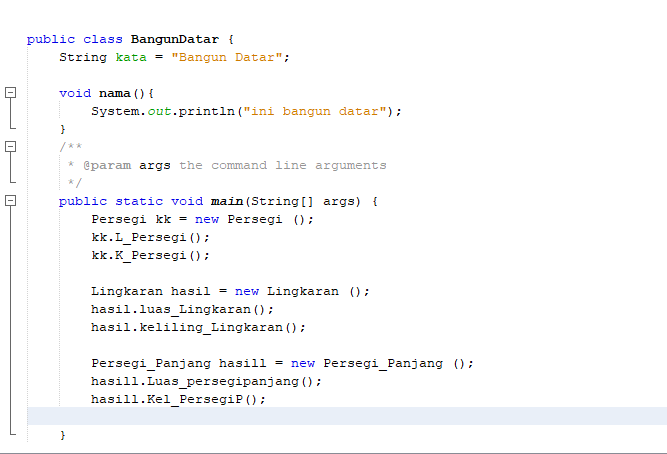 public class BangunDatar {
String kata = "Bangun Datar";
void nama(){
System.out.println("ini bangun datar");
}
/**
* @param args the command line arguments
*/
public static void main(String[] args) {
Persegi kk = new Persegi ();
kk.L_Persegi();
kk.K_Persegi();
Lingkaran hasil = new Lingkaran ();
hasil.luas_Lingkaran();
hasil.keliling_Lingkaran();
Persegi_Panjang hasill = new Persegi_Panjang ();
hasill.Luas_persegipanjang();
hasill.Kel_PersegiP();
}